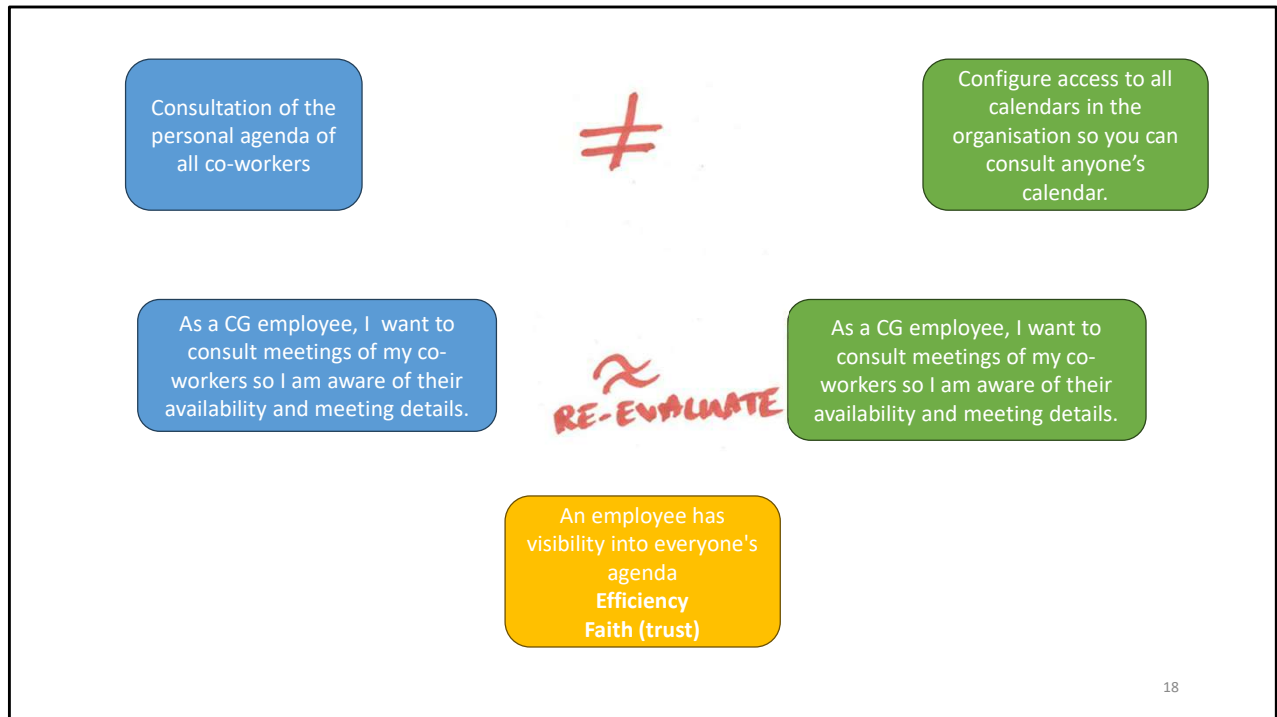 Consultation of the
personal agenda of
all co-workers
≠
Configure access to all
calendars in the
organisation so you can
consult anyone's
calendar.
As a CG employee, I  want to
consult meetings of my co-
workers so I am aware of their
availability and meeting details.
≈
RE-EVALUATE
As a CG employee, I want to
consult meetings of my co-
workers so I am aware of their
availability and meeting details.
An employee has
visibility into everyone's
agenda
Efficiency
Faith (trust)
18